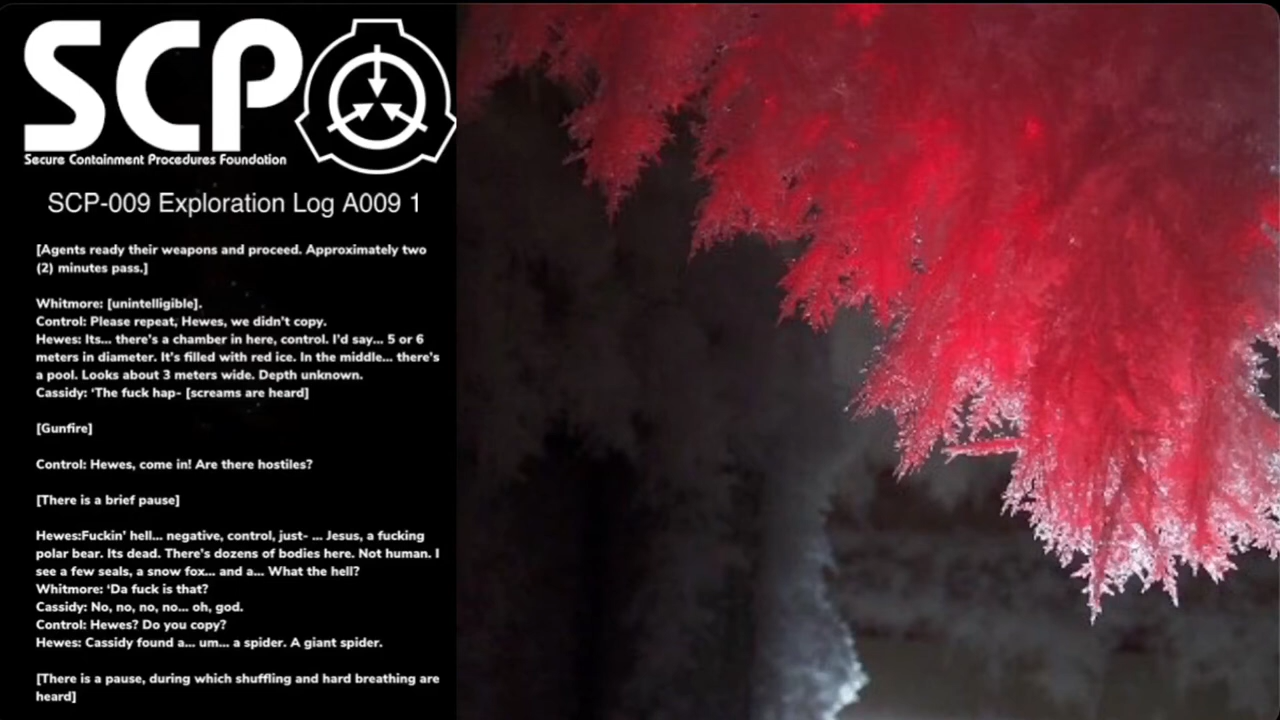 SCP
Secure Containment Procedures Foundation
SCP-009 Exploration Log A009 1
[Agents ready their weapons and proceed. Approximately two
(2) minutes pass.]
Whitmore: [unintelligible].
Control: Please repeat, Hewes, we didn't copy.
Hewes: Its... there's a chamber in here, control. I'd say... 5 or 6
meters in diameter. It's filled with red ice. In the middle... there's
a pool. Looks about 3 meters wide. Depth unknown.
Cassidy: 'The fuck hap- [screams are heard]
[Gunfire]
Control: Hewes, come in! Are there hostiles?
[There is a brief pause]
Hewes:Fuckin' hell... negative, control, just- ... Jesus, a fucking
polar bear. Its dead. There's dozens of bodies here. Not human. I
see a few seals, a snow fox... and a... What the hell?
Whitmore: 'Da fuck is that?
Cassidy: No, no, no, no... oh, god.
Control: Hewes? Do you copy?
Hewes: Cassidy found a... um... a spider. A giant spider.
[There is a pause, during which shuffling and hard breathing are
heard]